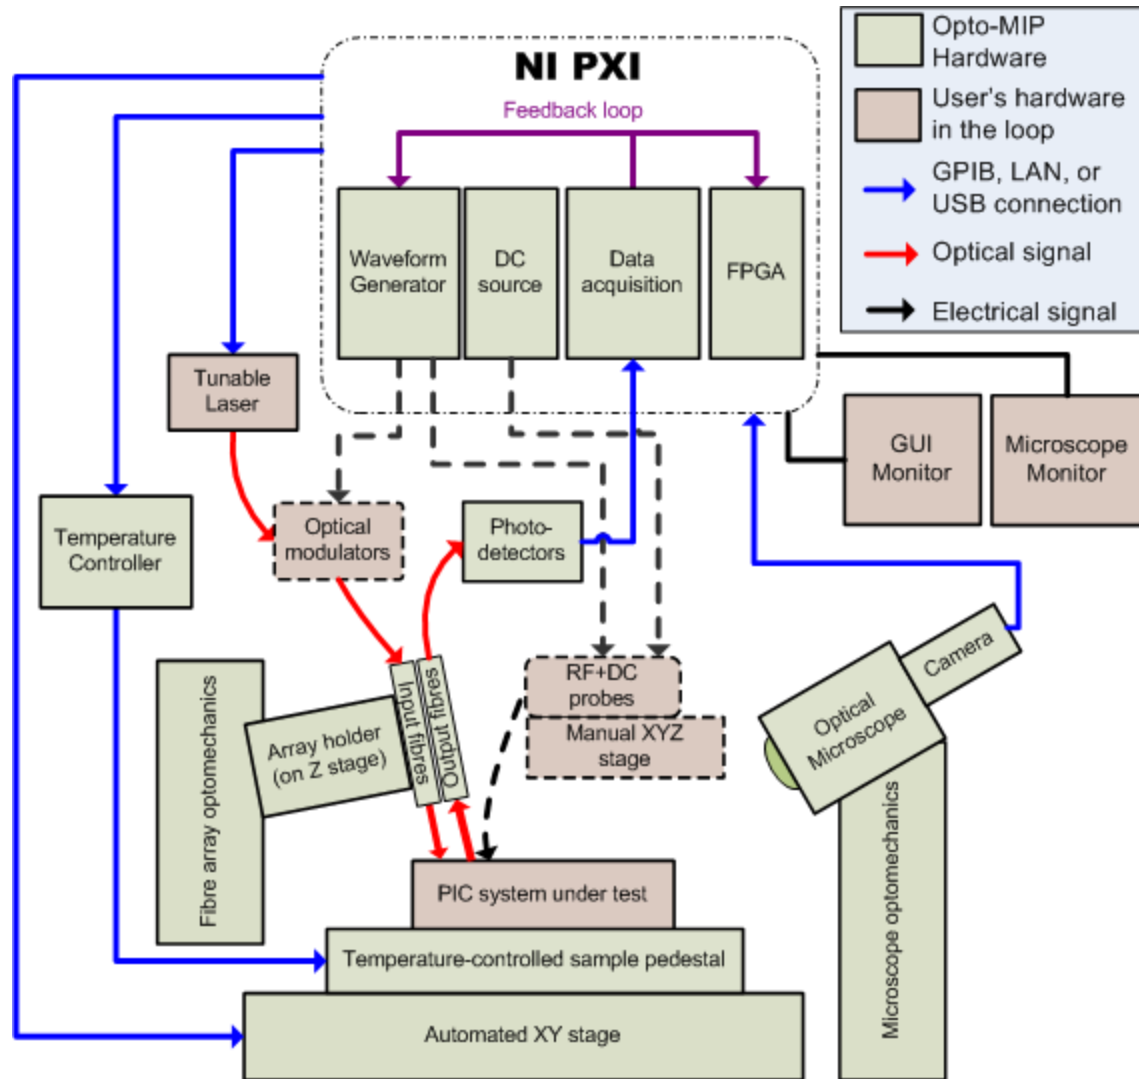 NI PXI
Feedback loop
Waveform
Generator
DC
source
Data
acquisition
FPGA
Opto-MIP
Hardware
User's hardware
in the loop
GPIB, LAN, or
USB connection
Optical signal
Electrical signal
Tunable
Laser
GUI
Monitor
Microscope
Monitor
Temperature
Controller
Optical
modulators
Photo-
detectors
Fibre array optomechanics
Array holder
(on Z stage)
Input fibres
Output fibres
RF+DC
probes
Manual XYZ
stage
Camera
Optical
Microscope
Microscope optomechanics
PIC system under test
Temperature-controlled sample pedestal
Automated XY stage